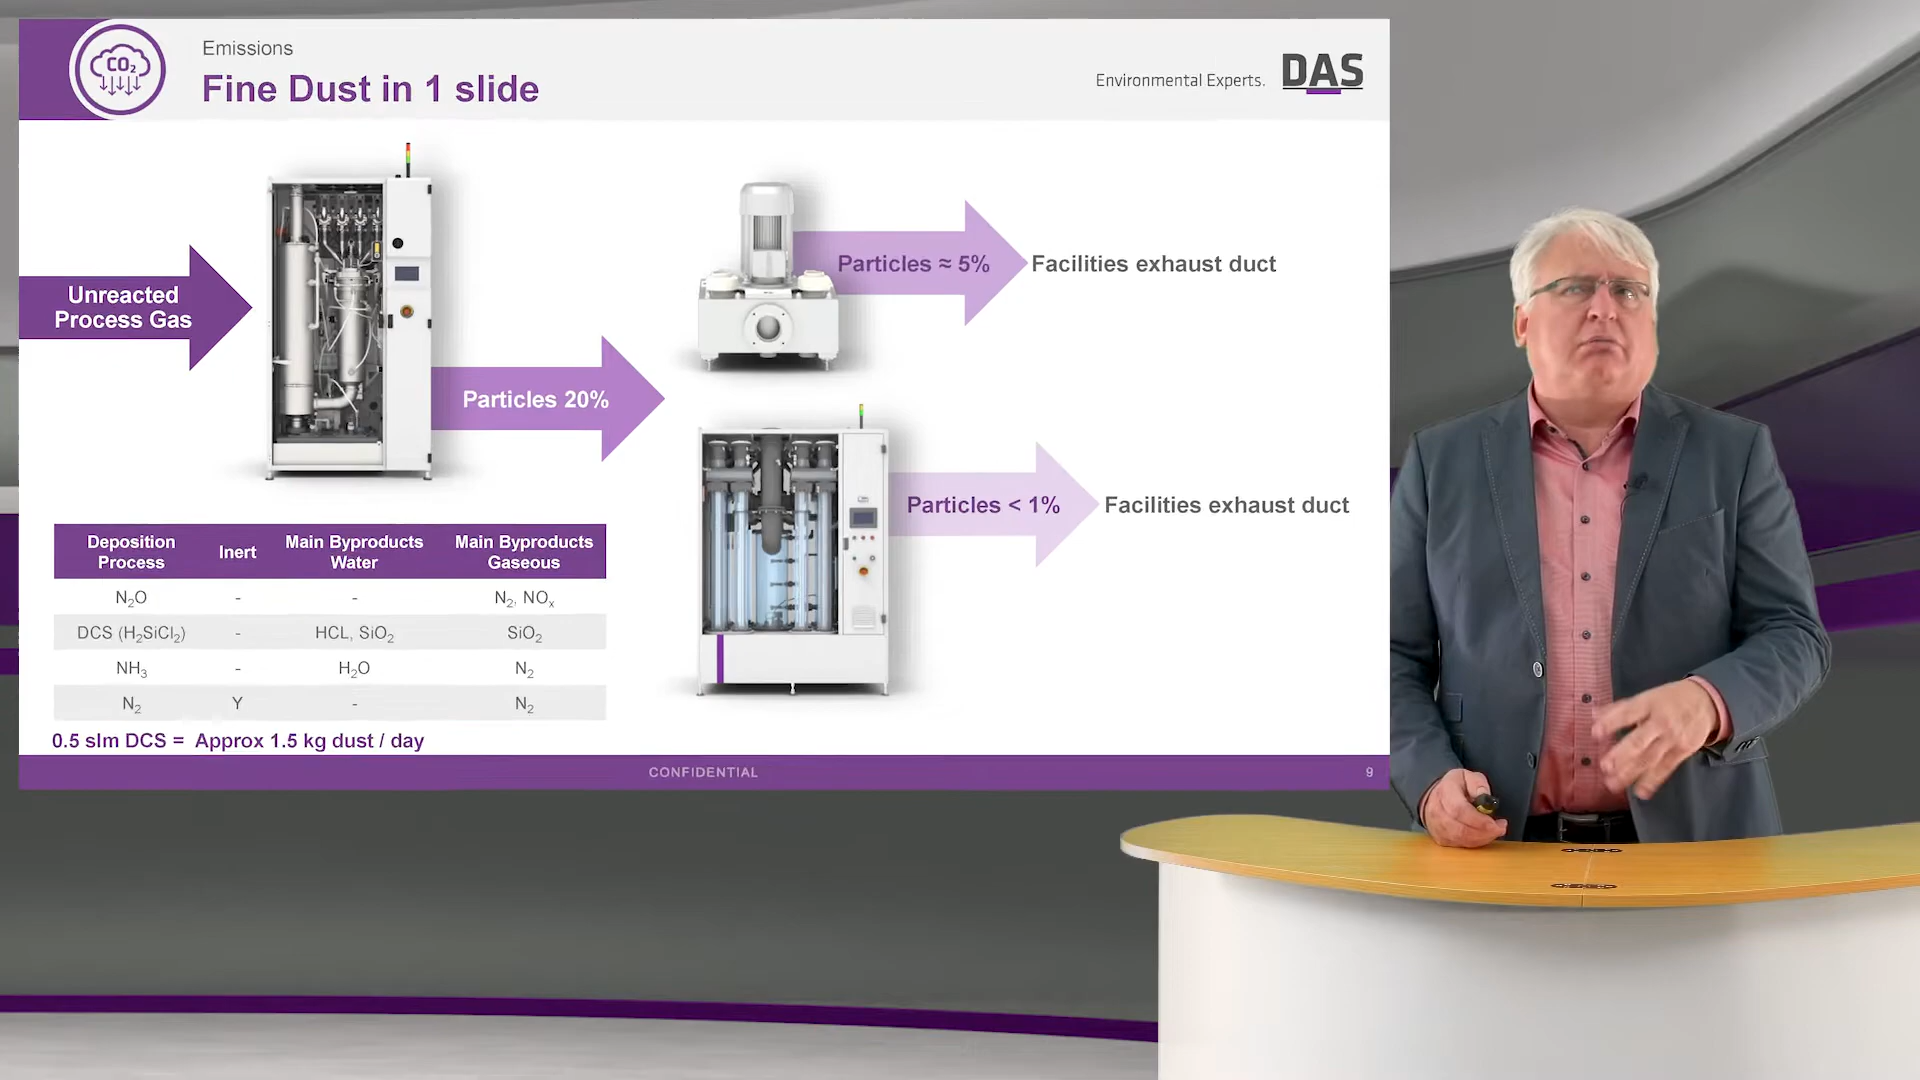 CO₂
Emissions
Fine Dust in 1 slide
Environmental Experts.
DAS
Unreacted
Process Gas
Particles 20%
Particles ≈ 5%
Facilities exhaust duct
Particles < 1%
Facilities exhaust duct
Deposition Process Inert Main Byproducts Water Main Byproducts Gaseous
N₂O - - N₂, NOₓ
DCS (H₂SiCl₂) - HCL, SiO₂ SiO₂
NH₃ - H₂O N₂
N₂ Y - N₂
0.5 slm DCS = Approx 1.5 kg dust / day
CONFIDENTIAL
9